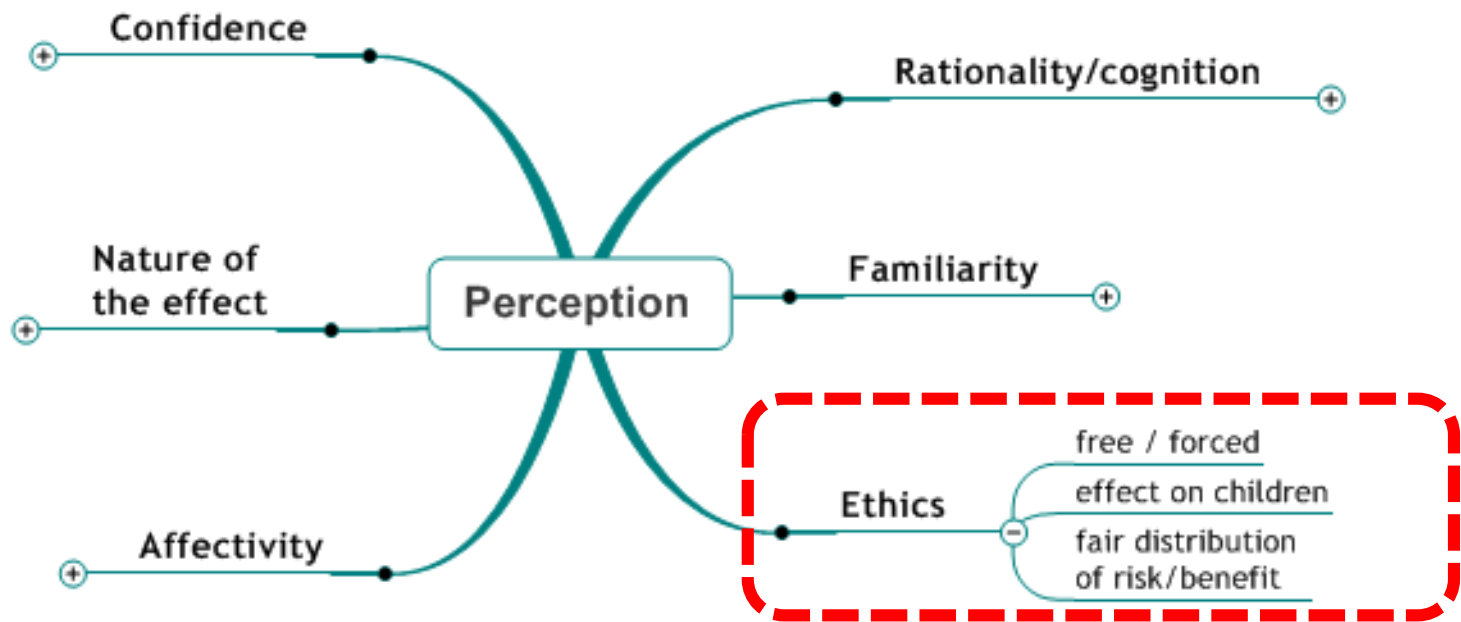 Confidence
Rationality/cognition
Nature of
the effect
Perception
Familiarity
Affectivity
Ethics
free / forced
effect on children
fair distribution
of risk/benefit